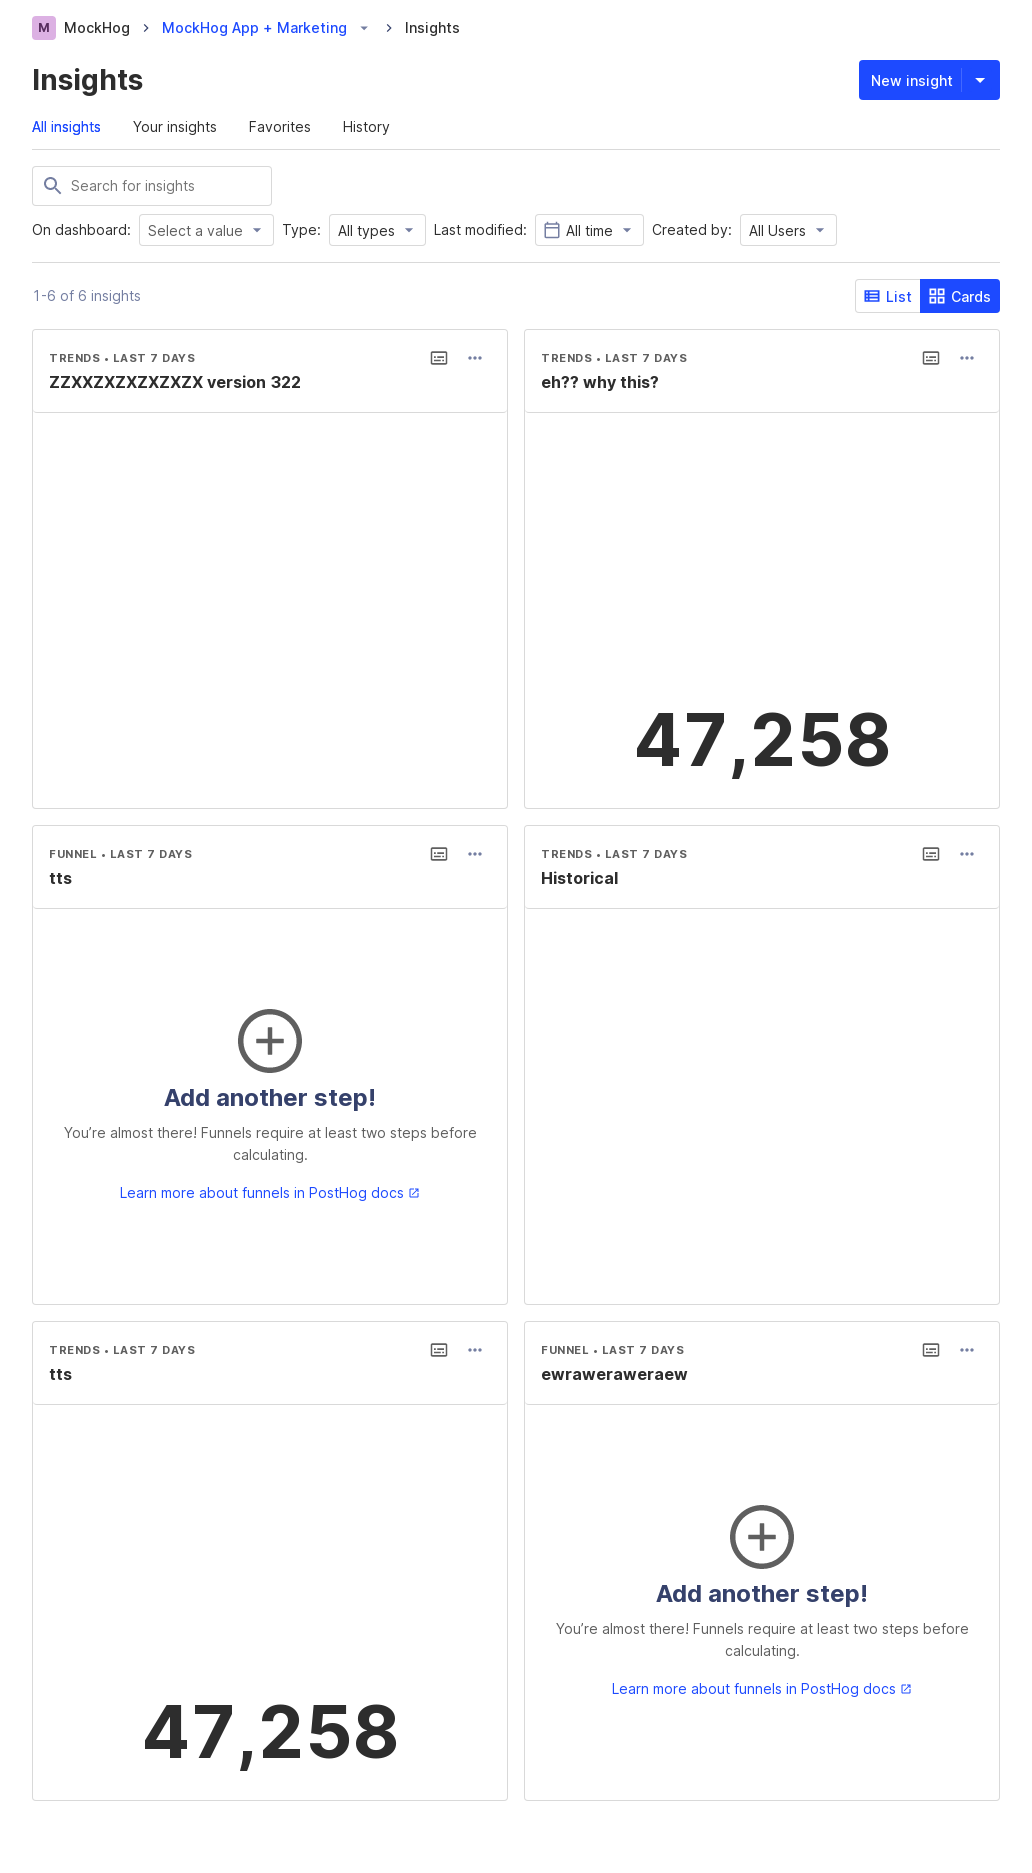 M MockHog > MockHog App + Marketing > Insights
Insights
New insight
All insights Your insights Favorites History
Search for insights
On dashboard: Select a value Type: All types Last modified: All time Created by: All Users
1-6 of 6 insights
List Cards
TRENDS • LAST 7 DAYS
ZZXXZXZXZXZXZX version 322
TRENDS • LAST 7 DAYS
eh?? why this?
47,258
FUNNEL • LAST 7 DAYS
tts
Add another step!
You’re almost there! Funnels require at least two steps before
calculating.
Learn more about funnels in PostHog docs
TRENDS • LAST 7 DAYS
Historical
TRENDS • LAST 7 DAYS
tts
47,258
FUNNEL • LAST 7 DAYS
ewraweraweraew
Add another step!
You’re almost there! Funnels require at least two steps before
calculating.
Learn more about funnels in PostHog docs